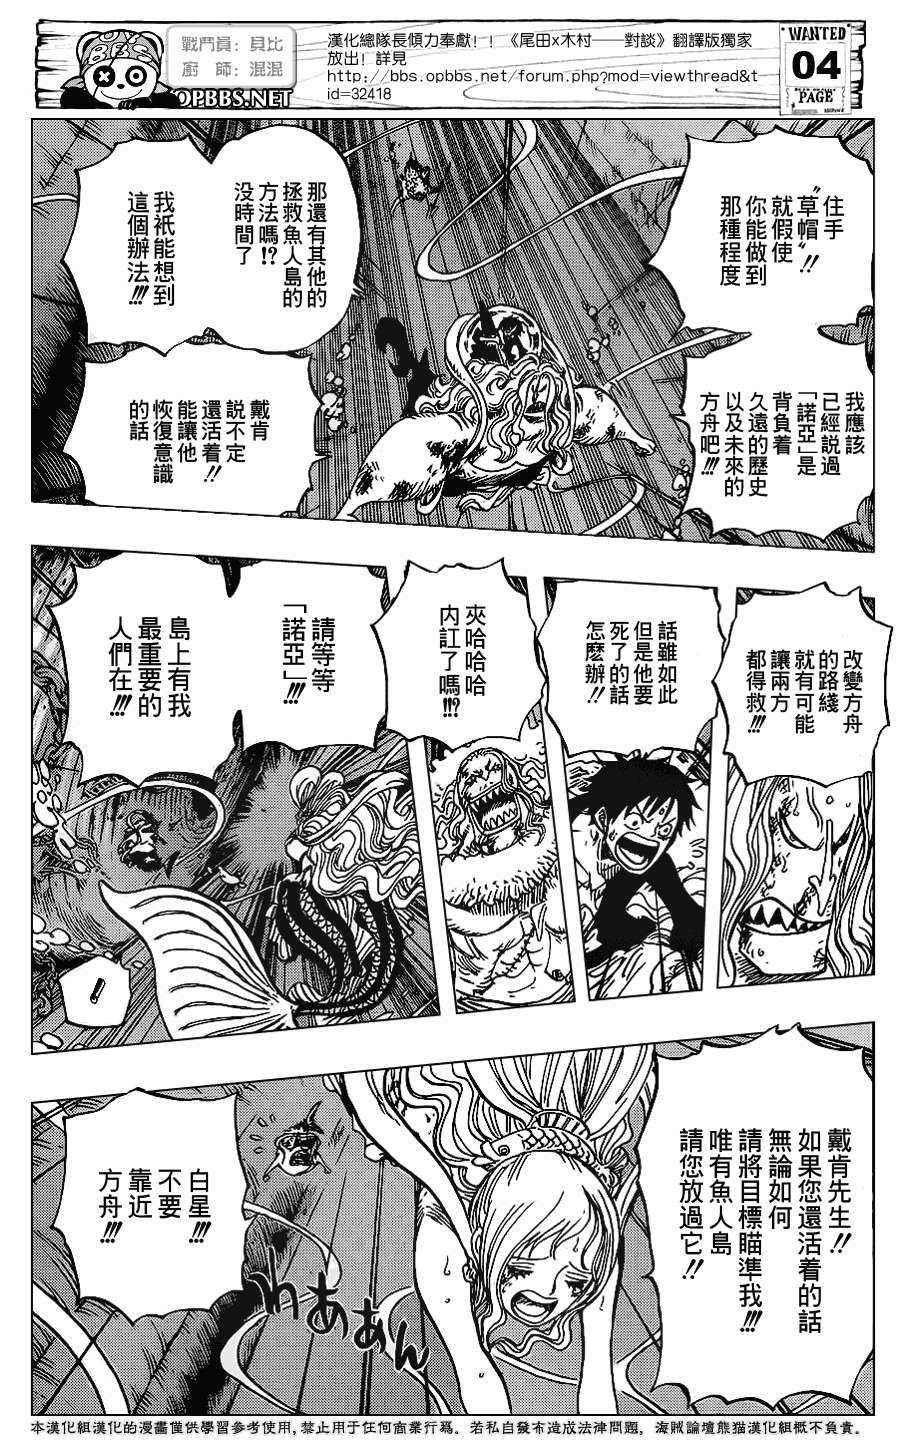 戰鬥員：貝比
廚　師：混混
OPBBS.NET
漢化總隊長傾力奉獻！！《尾田x木村——對談》翻譯版獨家
放出！詳見
http://bbs.opbbs.net/forum.php?mod=viewthread&t
id=32418
WANTED
04
PAGE
住手
〝草帽〞!!
就假使
你能做到
那種程度
我應該
已經說過
「諾亞」是
背負着
久遠的歷史
以及未來的
方舟吧!!!
那還有其他的
拯救魚人島的
方法嗎!?
没時間了
我衹能想到
這個辦法!!!
戴肯
說不定
還活着!!
能讓他
恢復意識
的話
改變方舟
的路綫
就有可能
讓兩方
都得救!!!
話雖如此
但是他要
死了的話
怎麽辦!!
夾哈哈哈
内訌了嗎!!?
請等等
「諾亞」!!!
島上有我
最重要的
人們在!!!
!
戴肯先生!!
如果您還活着的話
無論如何
請將目標瞄準我!!!
唯有魚人島
請您放過它!!
白星!!!
不要
靠近
方舟!!!
わああん
本漢化組漢化的漫畫僅供學習參考使用,禁止用于任何商業行爲。若私自發布造成法律問題，海賊論壇熊猫漢化組概不負責。